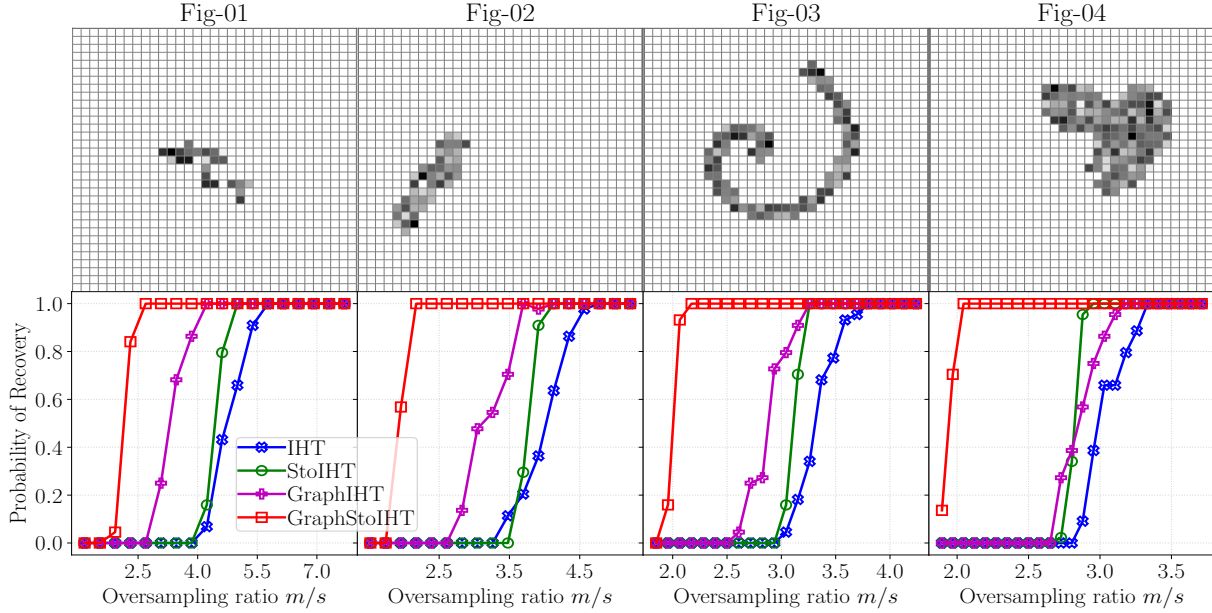 Fig-01 Fig-02 Fig-03 Fig-04
Probability of Recovery
1.0
0.8
0.6
0.4
0.2
0.0
IHT
StoIHT
GraphIHT
GraphStoIHT
2.5 4.0 5.5 7.0 2.5 3.5 4.5 2.0 2.5 3.0 3.5 4.0 2.5 3.0 3.5
Oversampling ratio m/s Oversampling ratio m/s Oversampling ratio m/s Oversampling ratio m/s